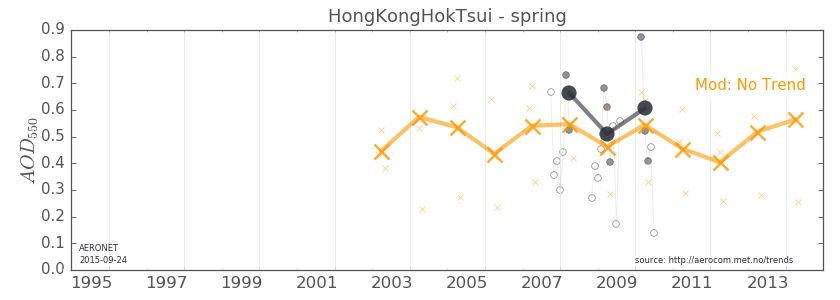 HongKongHokTsui - spring
0.9
0.8
0.7
0.6
0.5
0.4
0.3
0.2
0.1
0.0
AOD550
Mod: No Trend
AERONET
2015-09-24
source: http://aerocom.met.no/trends
1995 1997 1999 2001 2003 2005 2007 2009 2011 2013